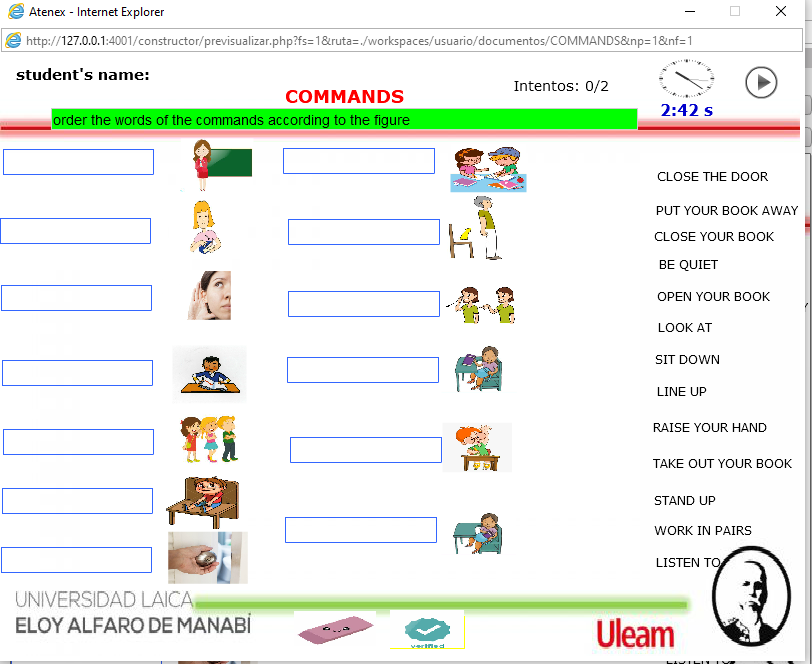 Atenex - Internet Explorer
http://127.0.0.1:4001/constructor/previsualizar.php?fs=1&ruta=./workspaces/usuario/documentos/COMMANDS&np=1&nf=1
student's name:
Intentos: 0/2
COMMANDS
2:42 s
order the words of the commands according to the figure
CLOSE THE DOOR
PUT YOUR BOOK AWAY
CLOSE YOUR BOOK
BE QUIET
OPEN YOUR BOOK
LOOK AT
SIT DOWN
LINE UP
RAISE YOUR HAND
TAKE OUT YOUR BOOK
STAND UP
WORK IN PAIRS
LISTEN TO
UNIVERSIDAD LAICA
ELOY ALFARO DE MANABÍ
verified
Uleam
LISTEN TO